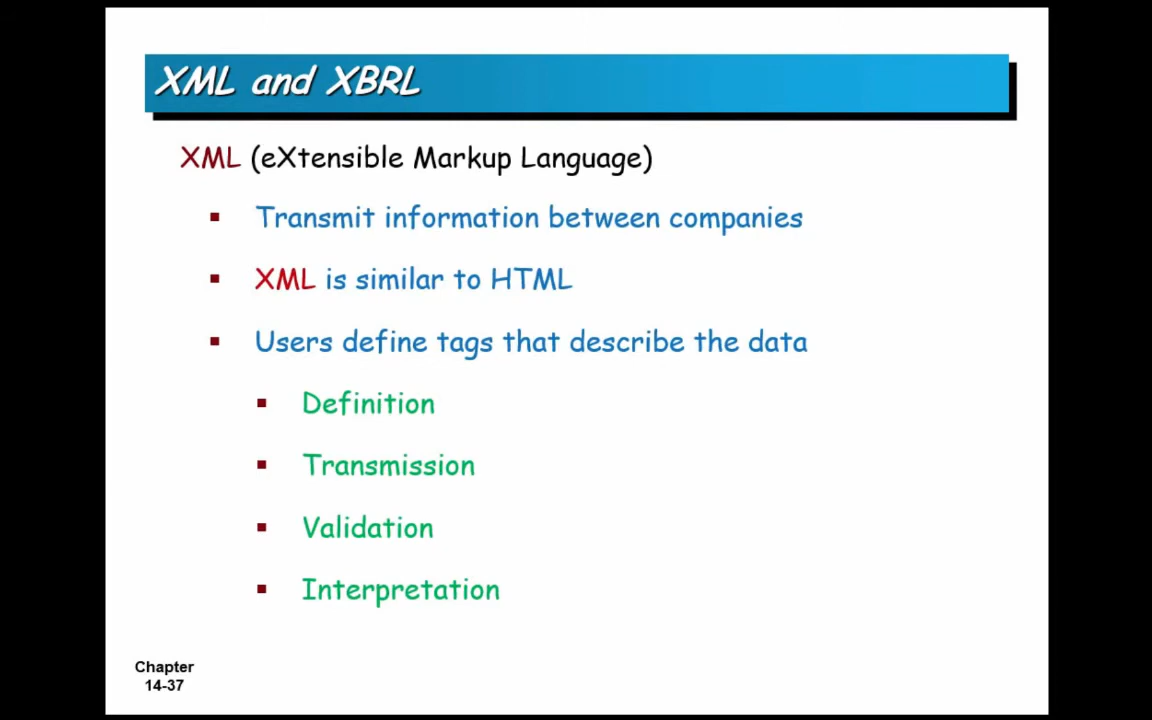 XML and XBRL
XML (eXtensible Markup Language)
Transmit information between companies
XML is similar to HTML
Users define tags that describe the data
Definition
Transmission
Validation
Interpretation
Chapter
14-37